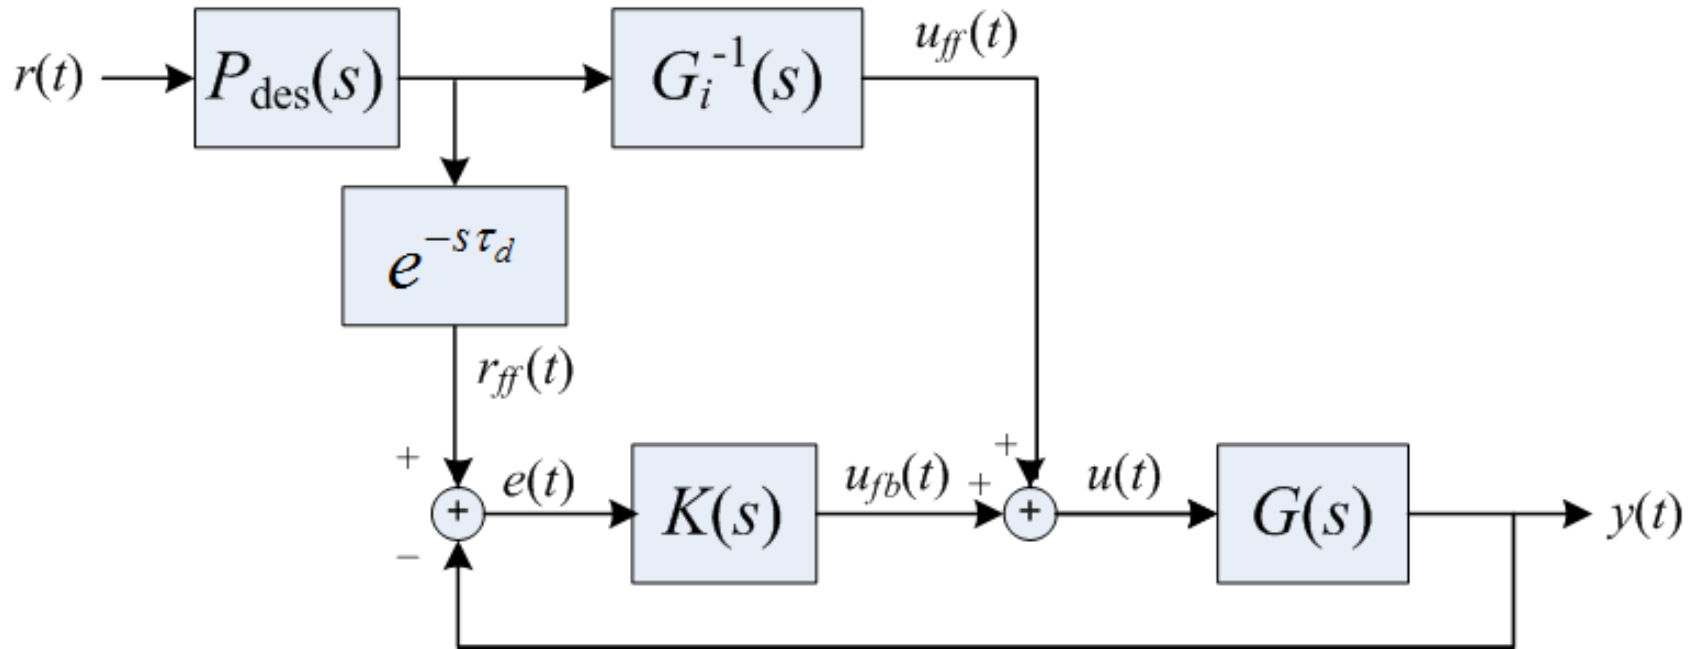 r(t) P_des(s) G_i^-1(s) u_ff(t)
e^{-sτ_d}
r_ff(t)
+ e(t) K(s) u_fb(t) + + u(t) G(s) y(t)
+ +
−